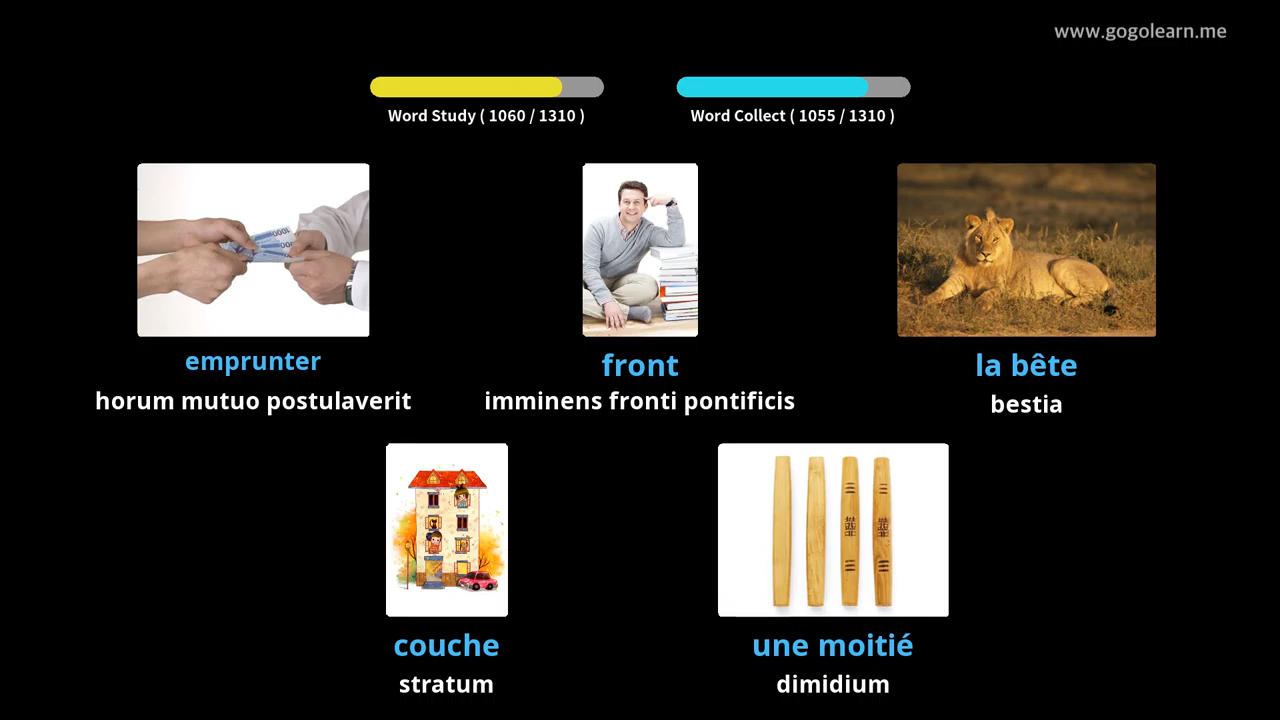 www.gogolearn.me
Word Study ( 1060 / 1310 )
Word Collect ( 1055 / 1310 )
emprunter
horum mutuo postulaverit
front
imminens fronti pontificis
la bête
bestia
couche
stratum
une moitié
dimidium